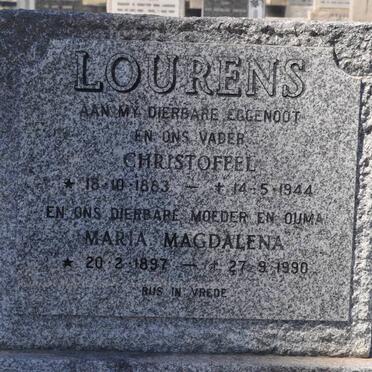 LOURENS
AAN MY DIERBARE EGGENOOT
EN ONS VADER
CHRISTOFFEL
★ 18-10-1883 — † 14-5-1944
EN ONS DIERBARE MOEDER EN OUMA
MARIA MAGDALENA
★ 20-2-1897 — † 27-9-1990
RUS IN VREDE